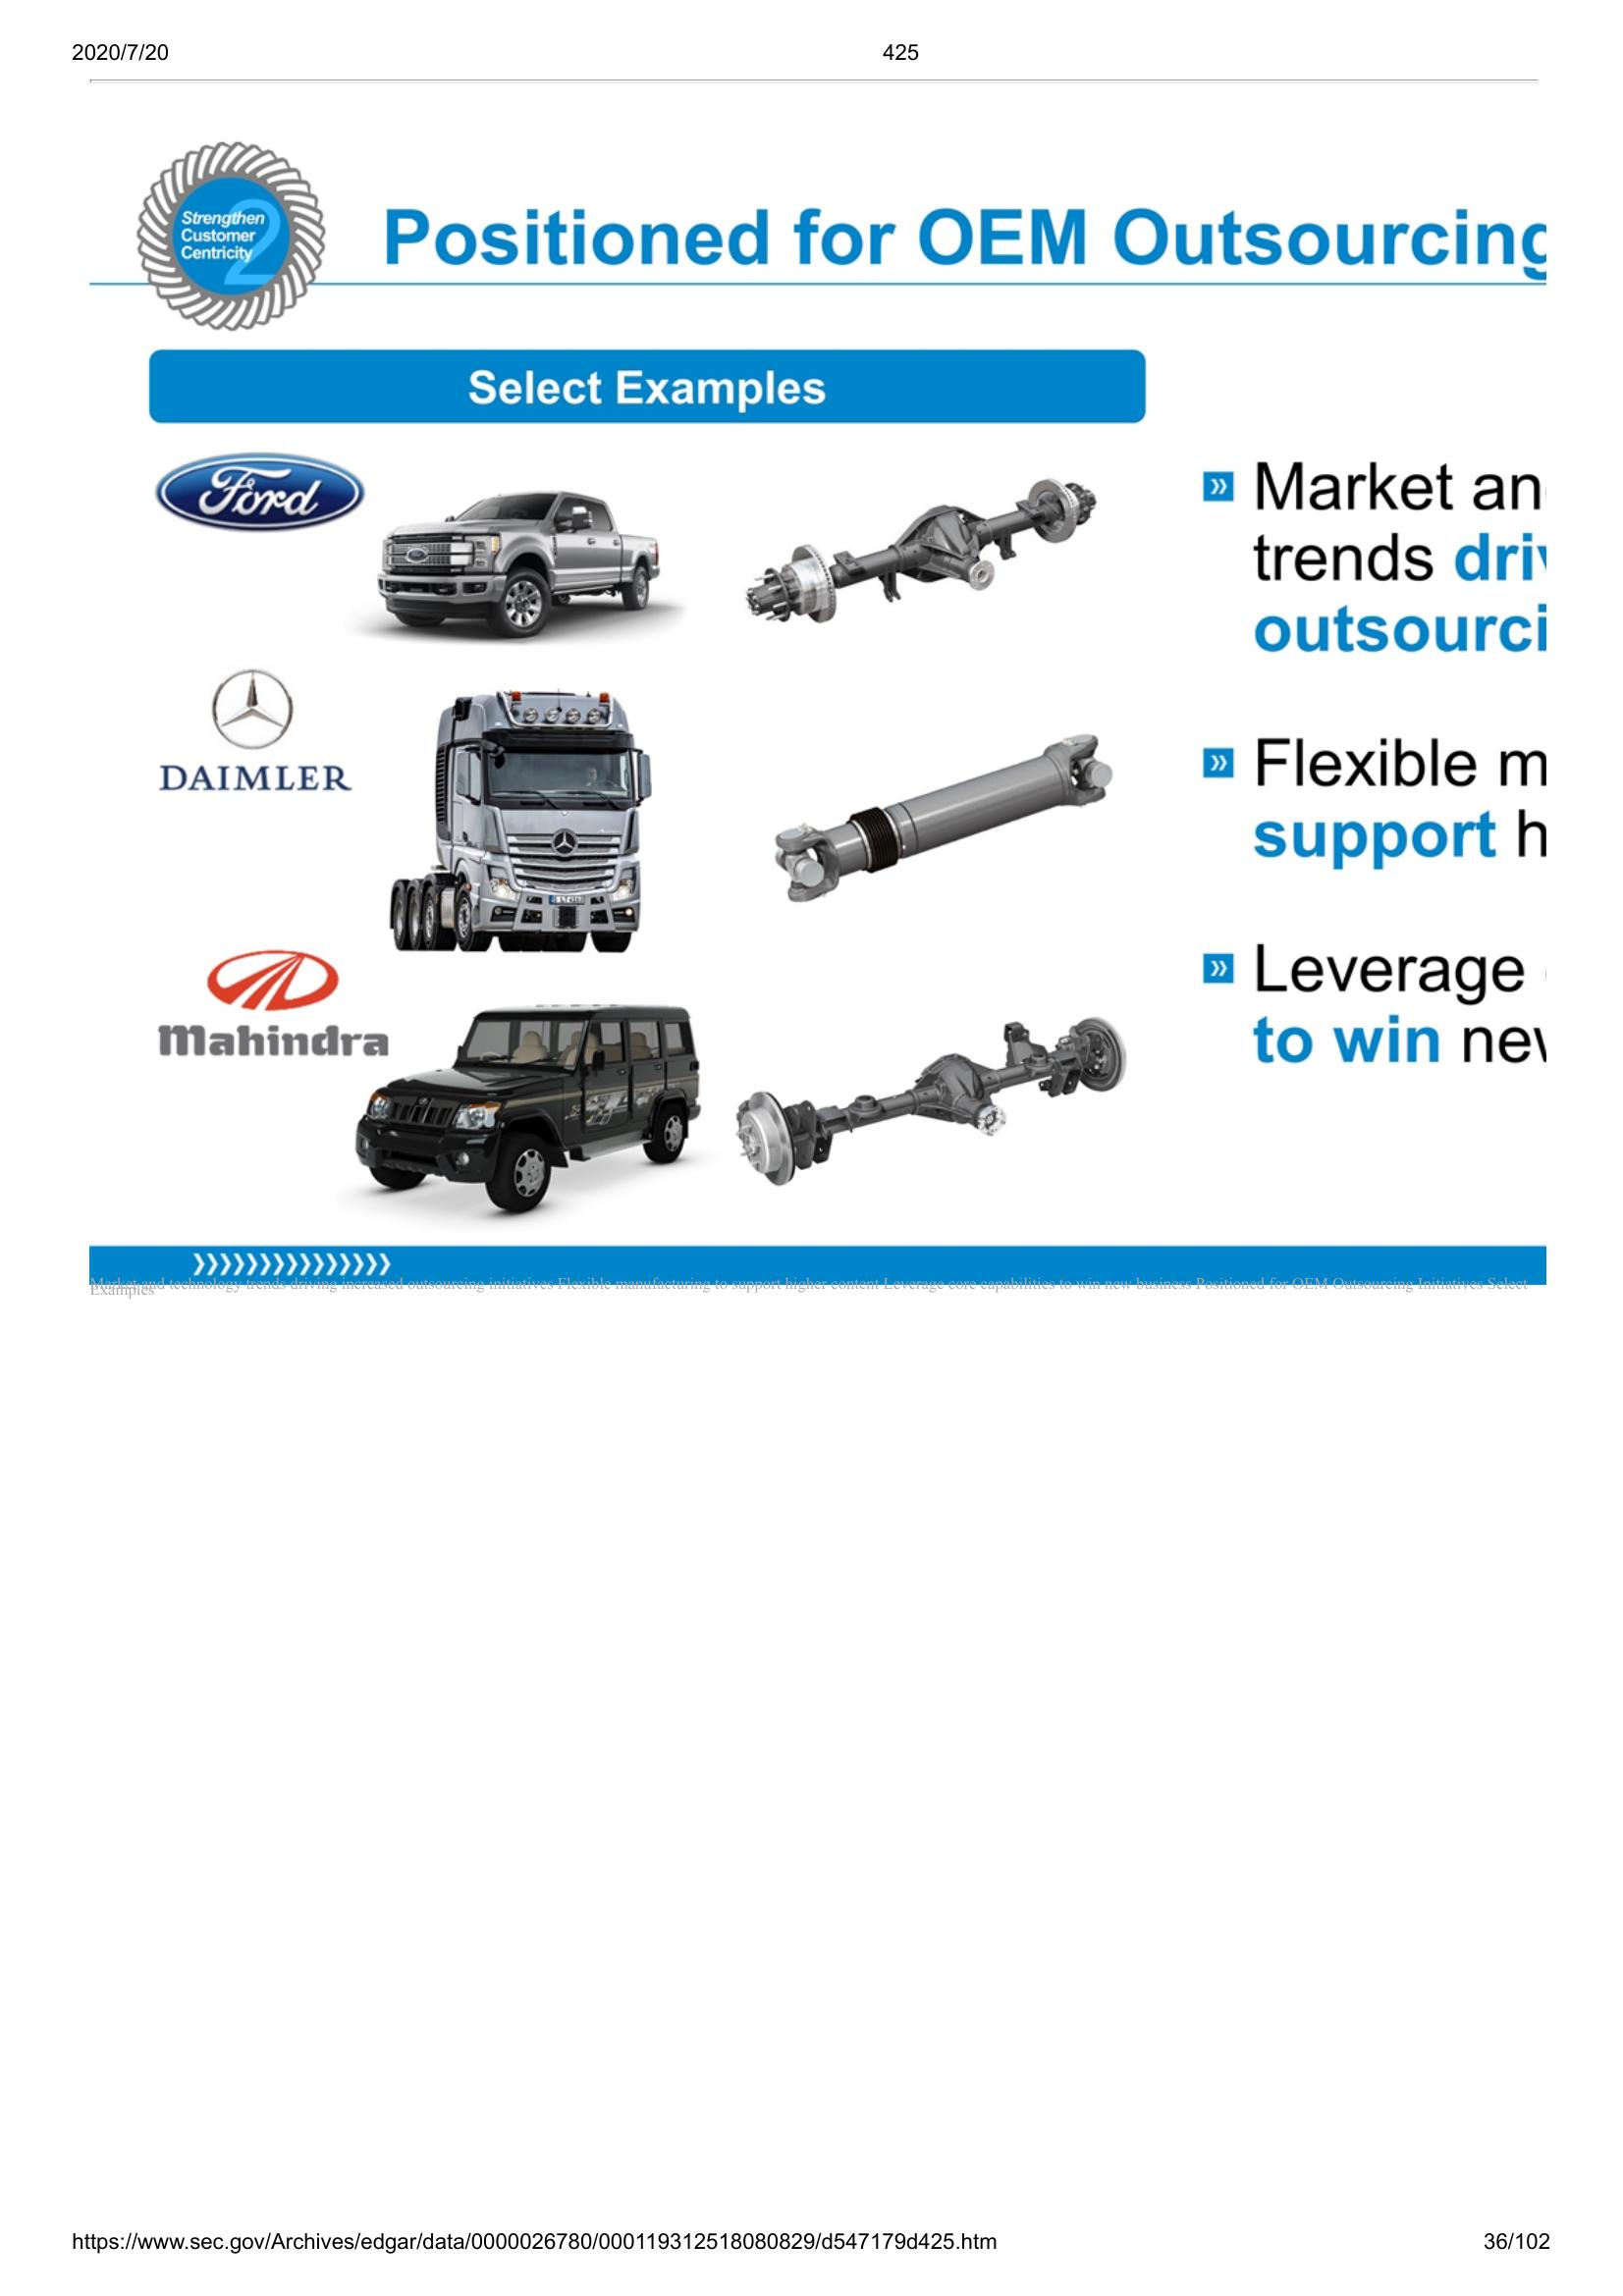 2020/7/20 425
Strengthen
Customer
Centricity
2
Positioned for OEM Outsourcing
Select Examples
Ford
DAIMLER
Mahindra
» Market an
trends driv
outsourci
» Flexible m
support h
» Leverage
to win new
Market and technology trends driving increased outsourcing initiatives Flexible manufacturing to support higher content Leverage core capabilities to win new business Positioned for OEM Outsourcing Initiatives Select
Examples
https://www.sec.gov/Archives/edgar/data/0000026780/000119312518080829/d547179d425.htm 36/102